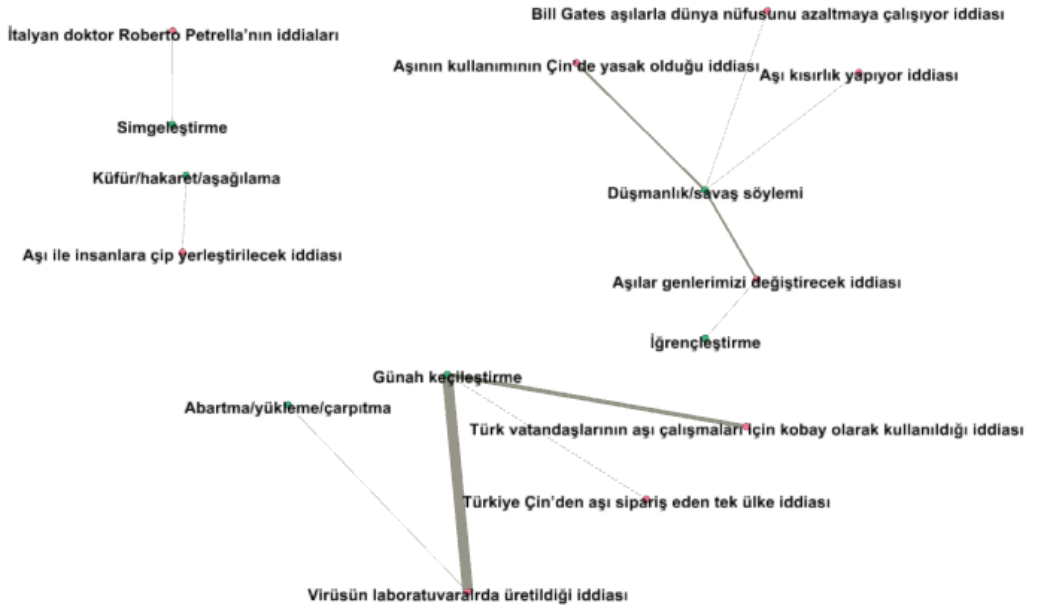 Bill Gates aşılarla dünya nüfusunu azaltmaya çalışıyor iddiası
İtalyan doktor Roberto Petrella'nın iddiaları
Aşının kullanımının Çin'de yasak olduğu iddiası
Aşı kısırlık yapıyor iddiası
Simgeleştirme
Küfür/hakaret/aşağılama
Düşmanlık/savaş söylemi
Aşı ile insanlara çip yerleştirilecek iddiası
Aşılar genlerimizi değiştirecek iddiası
İğrençleştirme
Günah keçileştirme
Abartma/yükleme/çarpıtma
Türk vatandaşlarının aşı çalışmaları için kobay olarak kullanıldığı iddiası
Türkiye Çin'den aşı sipariş eden tek ülke iddiası
Virüsün laboratuvaraİrda üretildiği iddiası